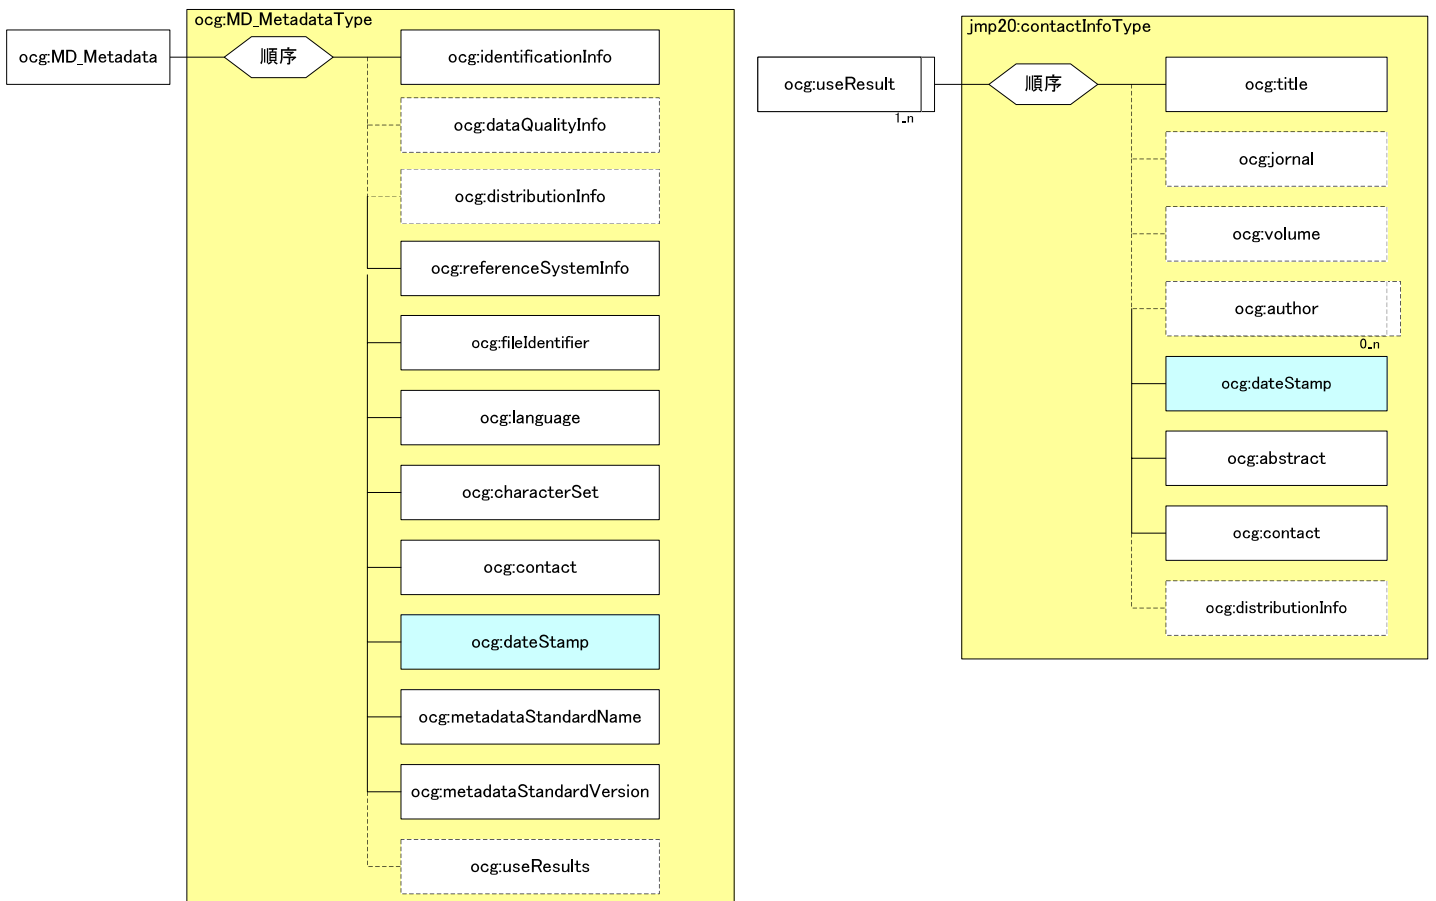 ocg:MD_MetadataType
ocg:MD_Metadata
順序
ocg:identificationInfo
ocg:dataQualityInfo
ocg:distributionInfo
ocg:referenceSystemInfo
ocg:fileIdentifier
ocg:language
ocg:characterSet
ocg:contact
ocg:dateStamp
ocg:metadataStandardName
ocg:metadataStandardVersion
ocg:useResults
jmp20:contactInfoType
ocg:useResult
1..n
順序
ocg:title
ocg:jornal
ocg:volume
ocg:author
0..n
ocg:dateStamp
ocg:abstract
ocg:contact
ocg:distributionInfo